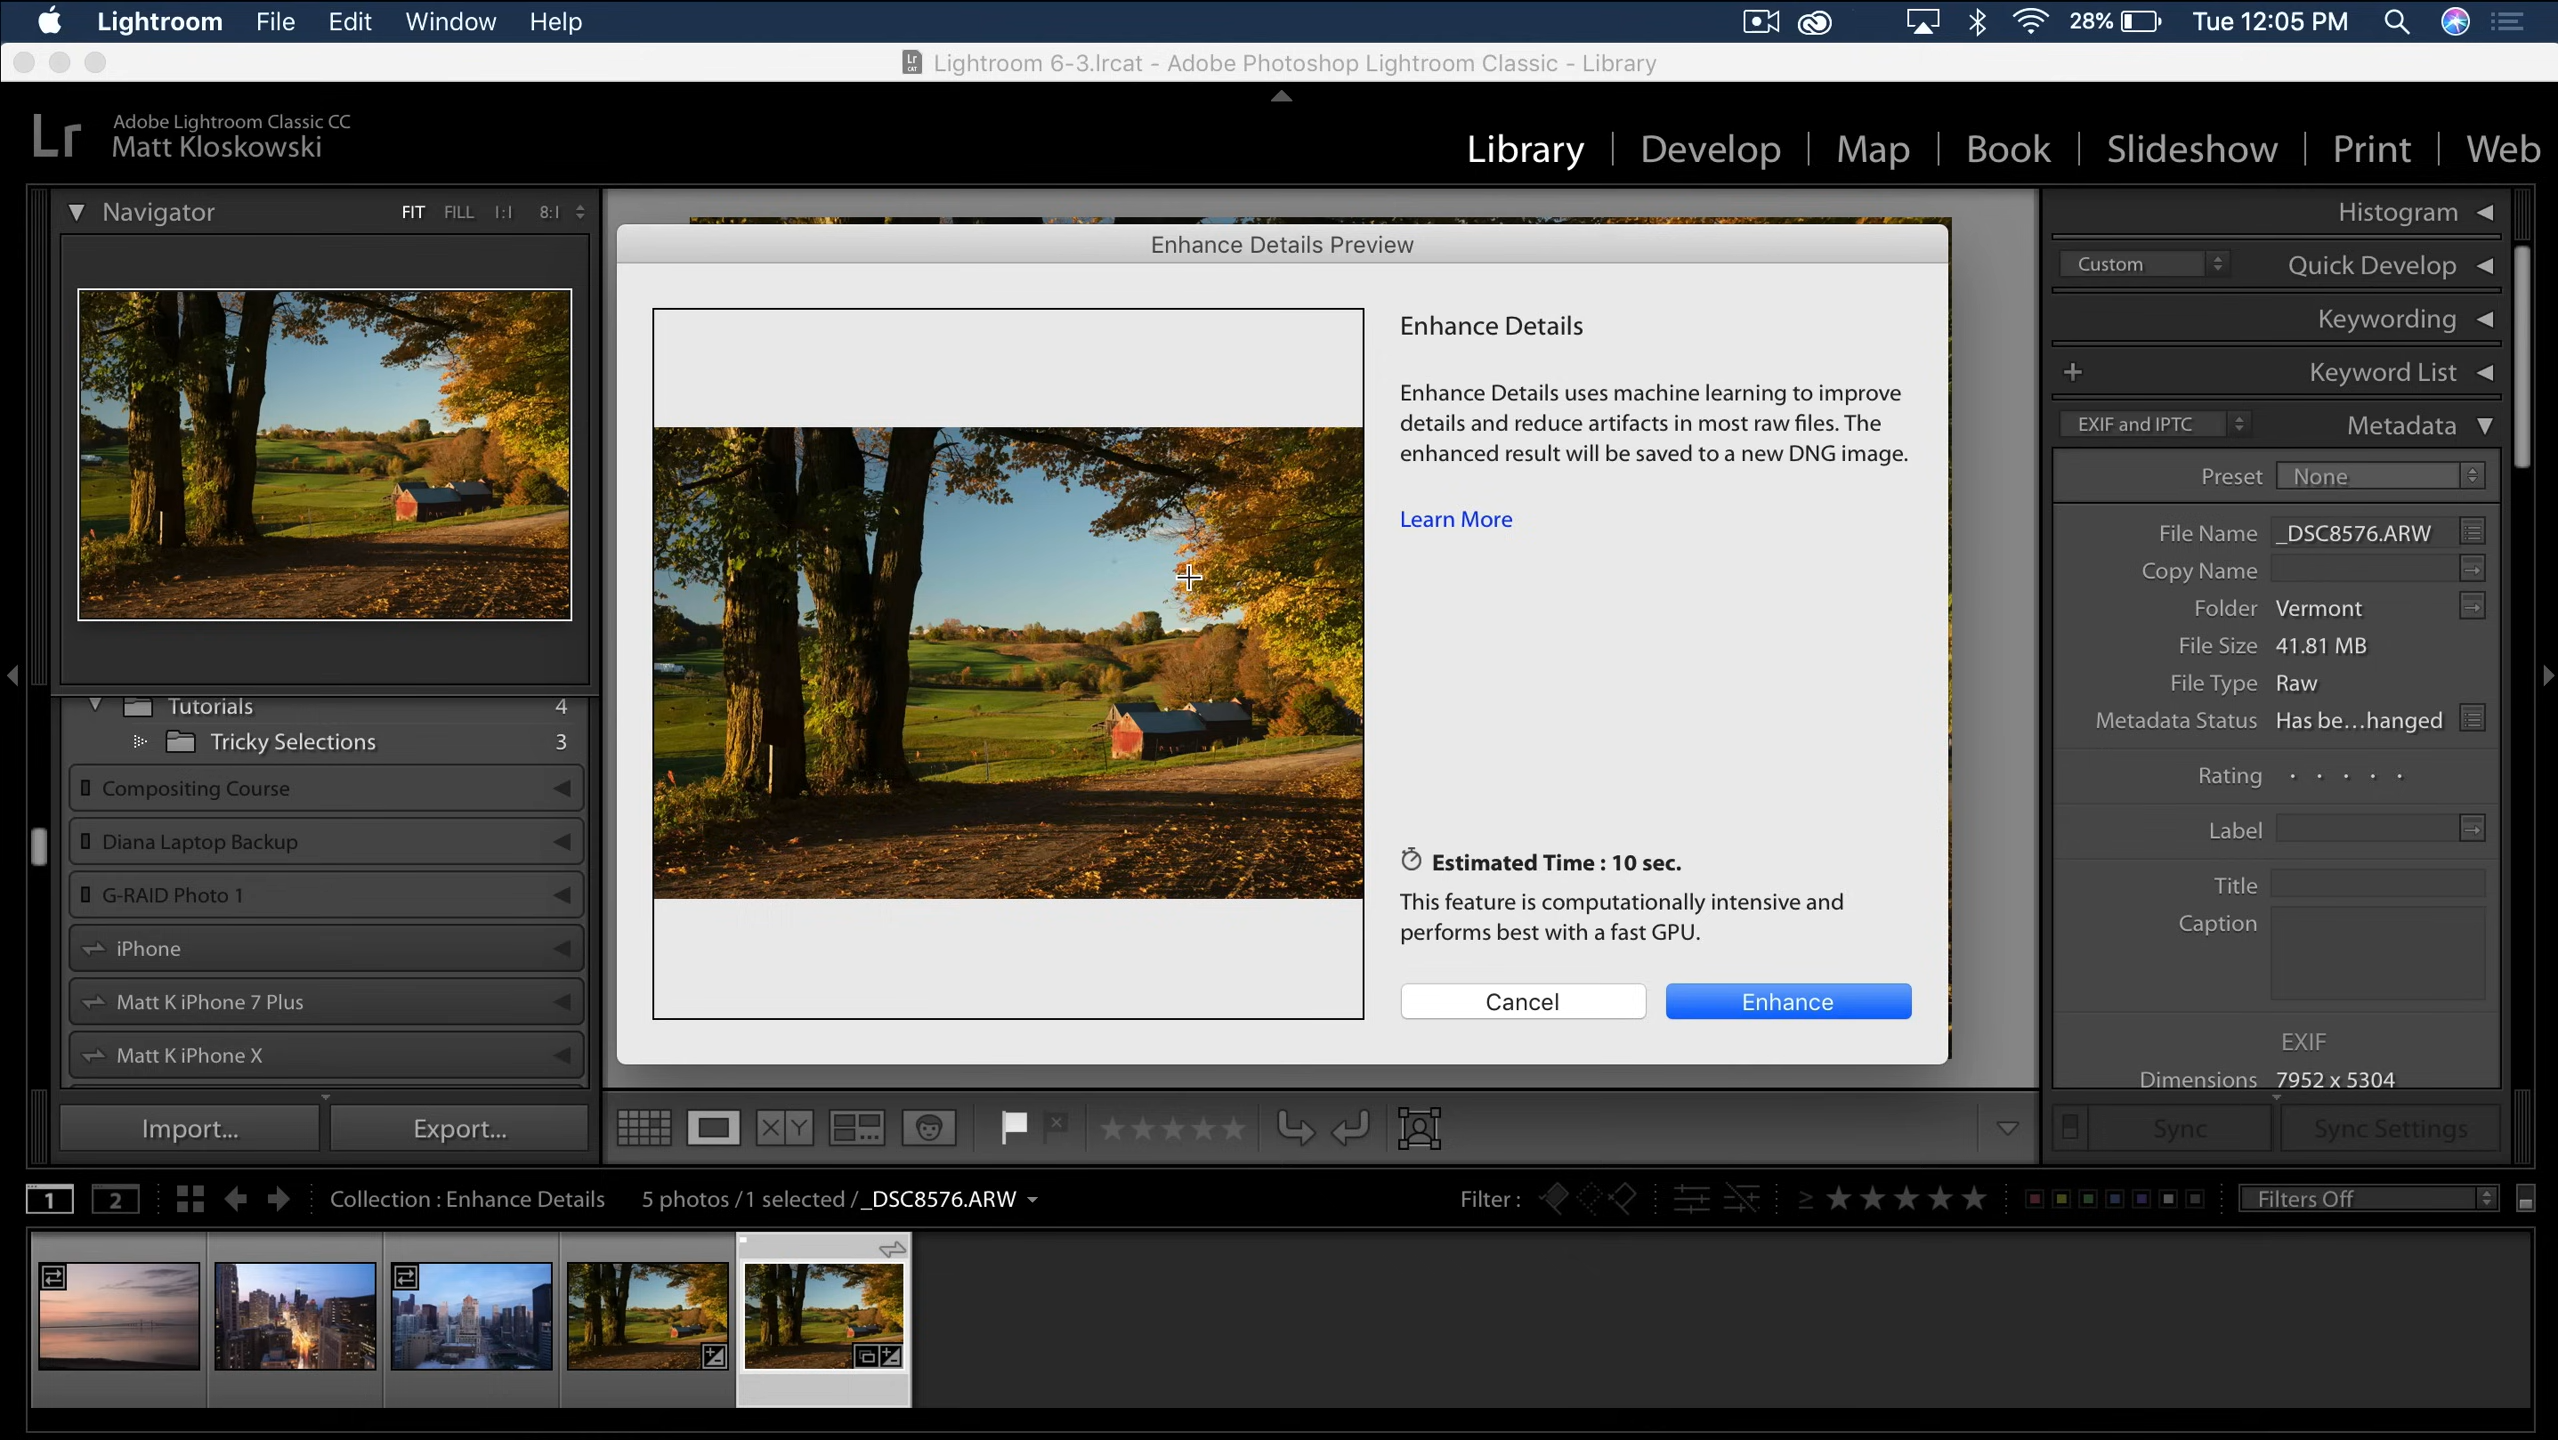 Lightroom File Edit Window Help 28% Tue 12:05 PM
Lightroom 6-3.lrcat - Adobe Photoshop Lightroom Classic - Library
Lr Adobe Lightroom Classic CC
Matt Kloskowski
Library | Develop | Map | Book | Slideshow | Print | Web
Navigator FIT FILL 1:1 8:1
Tutorials 4
Tricky Selections 3
Compositing Course
Diana Laptop Backup
G-RAID Photo 1
iPhone
Matt K iPhone 7 Plus
Matt K iPhone X
Import... Export...
Enhance Details Preview
Enhance Details
Enhance Details uses machine learning to improve
details and reduce artifacts in most raw files. The
enhanced result will be saved to a new DNG image.
Learn More
Estimated Time : 10 sec.
This feature is computationally intensive and
performs best with a fast GPU.
Cancel Enhance
Histogram
Custom Quick Develop
Keywording
Keyword List
EXIF and IPTC Metadata
Preset None
File Name _DSC8576.ARW
Copy Name
Folder Vermont
File Size 41.81 MB
File Type Raw
Metadata Status Has be...hanged
Rating
Label
Title
Caption
EXIF
Dimensions 7952 x 5304
Sync Sync Settings
X Y
1 2 Collection : Enhance Details 5 photos / 1 selected / _DSC8576.ARW Filter : Filters Off